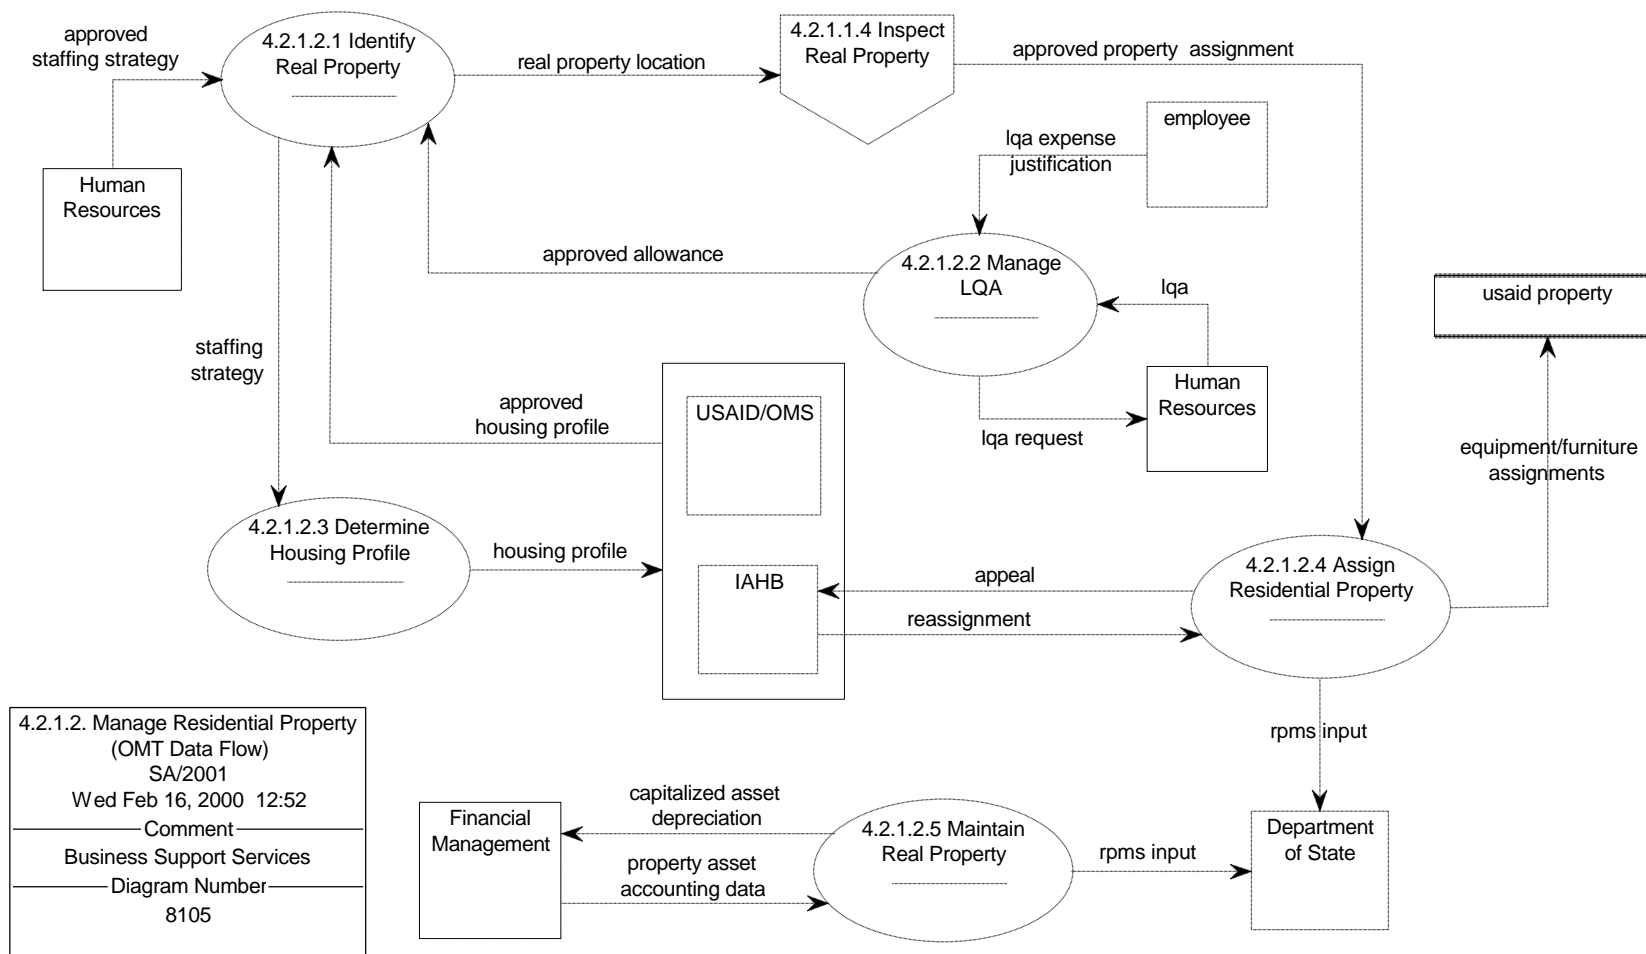 approved
staffing strategy
4.2.1.2.1 Identify
Real Property
real property location
4.2.1.1.4 Inspect
Real Property
approved property  assignment
employee
lqa expense
justification
Human
Resources
approved allowance
4.2.1.2.2 Manage
LQA
lqa
usaid property
staffing
strategy
approved
housing profile
USAID/OMS
Human
Resources
lqa request
equipment/furniture
assignments
4.2.1.2.3 Determine
Housing Profile
housing profile
IAHB
appeal
reassignment
4.2.1.2.4 Assign
Residential Property
rpms input
4.2.1.2. Manage Residential Property
(OMT Data Flow)
SA/2001
Wed Feb 16, 2000  12:52
Comment
Business Support Services
Diagram Number
8105
Financial
Management
capitalized asset
depreciation
property asset
accounting data
4.2.1.2.5 Maintain
Real Property
rpms input
Department
of State